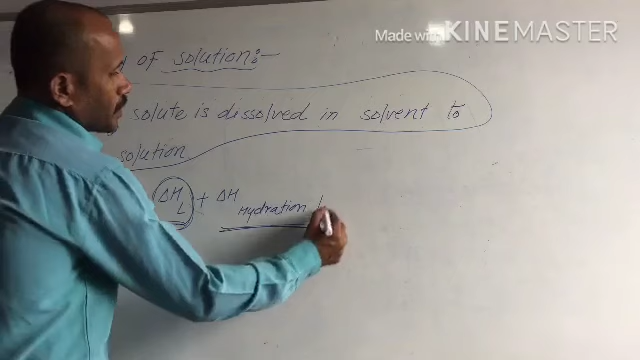 Made with KINEMASTER
of solution:-
solute is dissolved in solvent to
solution
ΔH L + ΔH Hydration